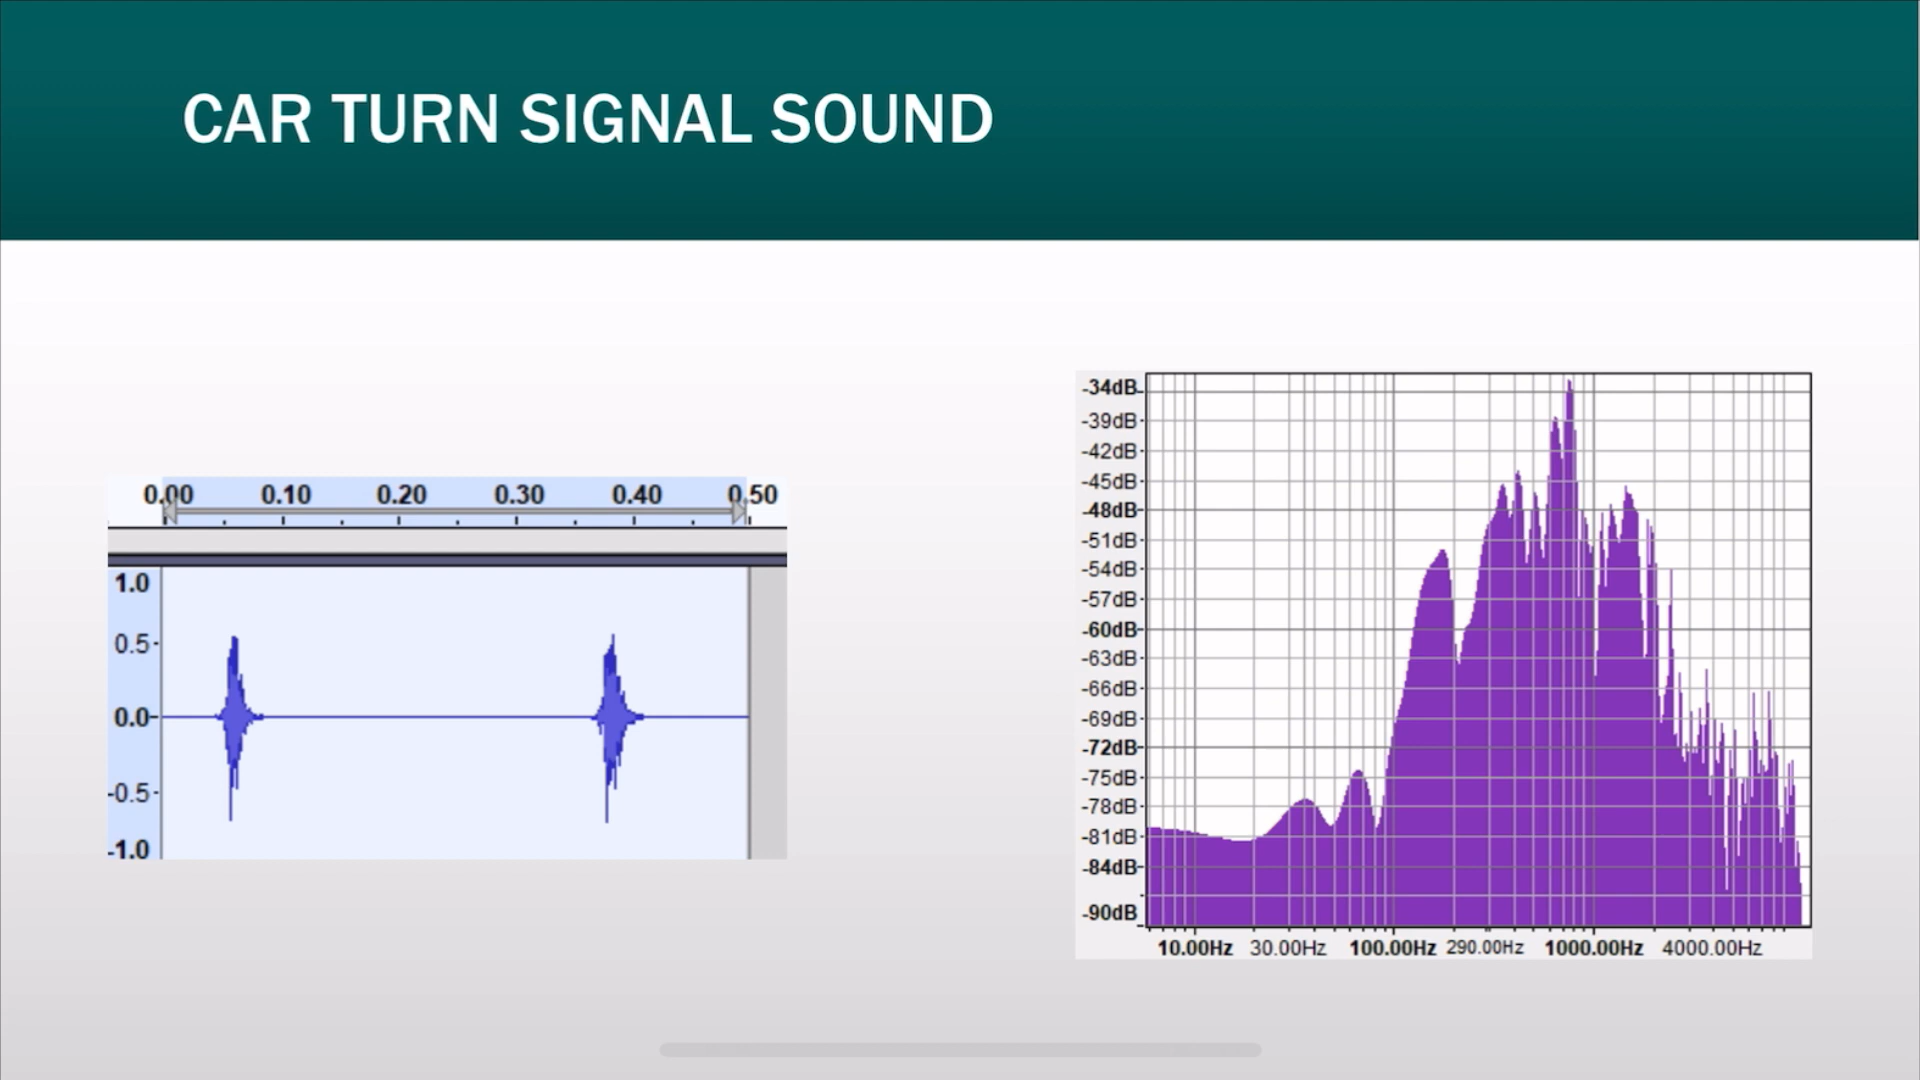 CAR TURN SIGNAL SOUND
0.00 0.10 0.20 0.30 0.40 0.50
1.0
0.5
0.0
-0.5
-1.0
-34dB
-39dB
-42dB
-45dB
-48dB
-51dB
-54dB
-57dB
-60dB
-63dB
-66dB
-69dB
-72dB
-75dB
-78dB
-81dB
-84dB
-90dB
10.00Hz 30.00Hz 100.00Hz 290.00Hz 1000.00Hz 4000.00Hz